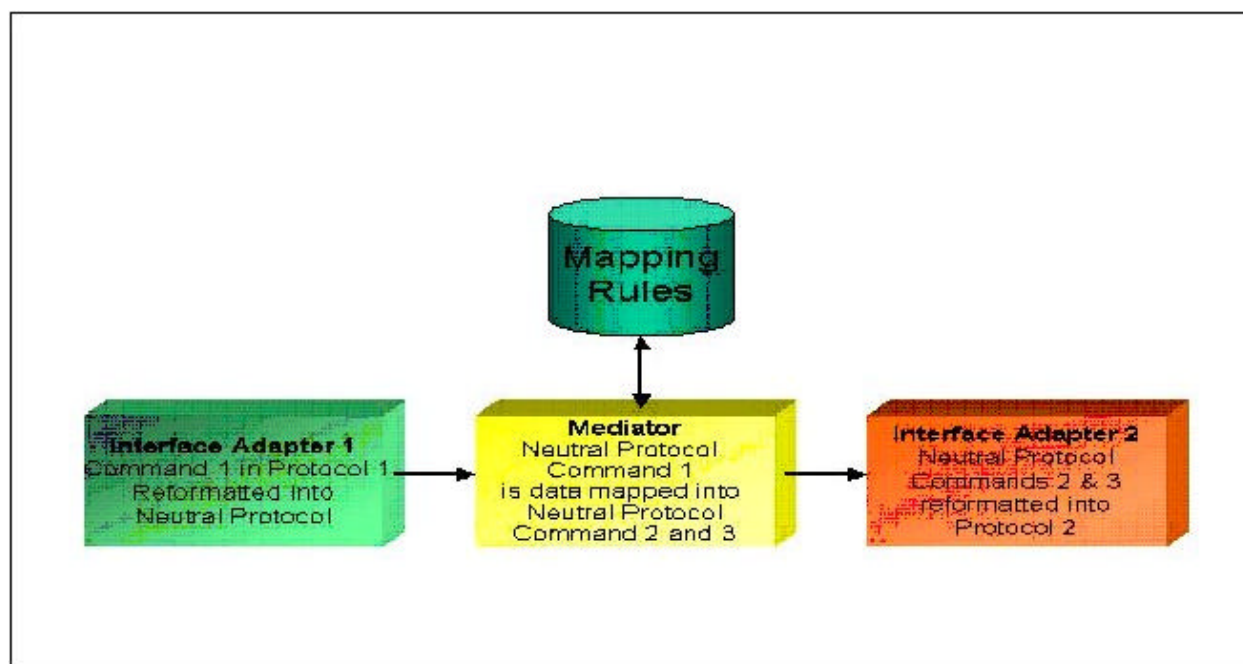 Mapping
Rules
Interface Adapter 1
Command 1 in Protocol 1
Reformatted into
Neutral Protocol
Mediator
Neutral Protocol
Command 1
is data mapped into
Neutral Protocol
Command 2 and 3
Interface Adapter 2
Neutral Protocol
Commands 2 & 3
reformatted into
Protocol 2